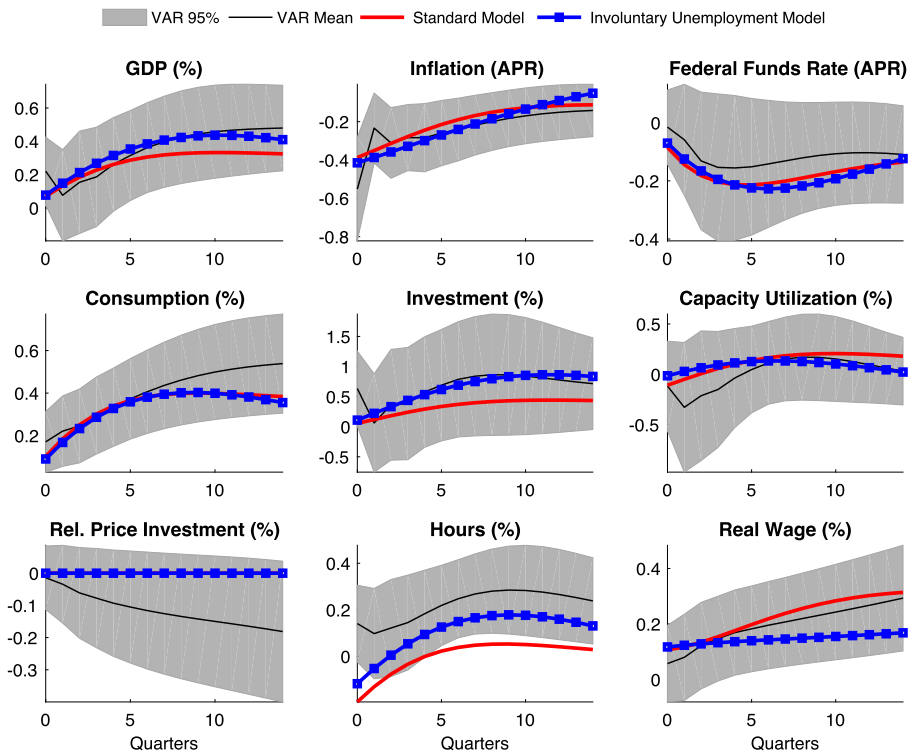 VAR 95% VAR Mean Standard Model Involuntary Unemployment Model
GDP (%) Inflation (APR) Federal Funds Rate (APR)
0.6
0.4
0.2
0
0 5 10
-0.2
-0.4
-0.6
-0.8
0 5 10
0
-0.2
-0.4
0 5 10
Consumption (%) Investment (%) Capacity Utilization (%)
0.6
0.4
0.2
0 5 10
1.5
1
0.5
0
-0.5
0 5 10
0.5
0
-0.5
0 5 10
Rel. Price Investment (%) Hours (%) Real Wage (%)
0
-0.1
-0.2
-0.3
0 5 10
Quarters
0.4
0.2
0
0 5 10
Quarters
0.4
0.2
0
0 5 10
Quarters